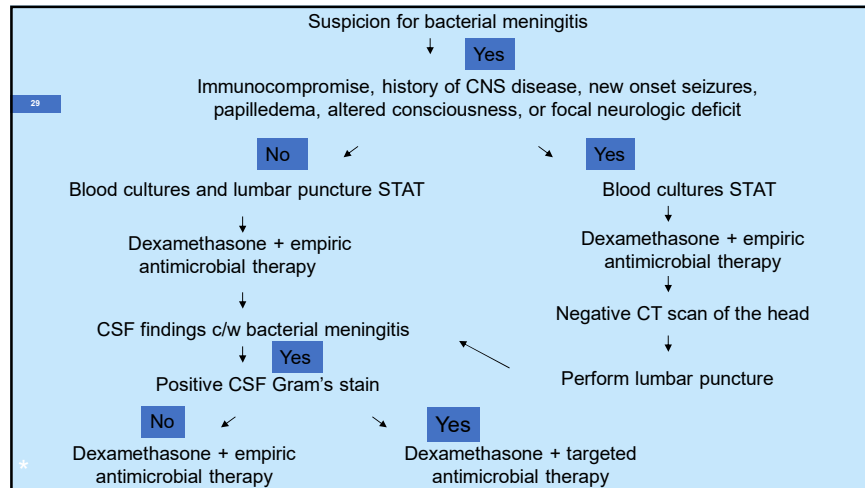 Suspicion for bacterial meningitis
Yes
Immunocompromise, history of CNS disease, new onset seizures,
papilledema, altered consciousness, or focal neurologic deficit
29
No
Yes
Blood cultures and lumbar puncture STAT
Blood cultures STAT
Dexamethasone + empiric
antimicrobial therapy
Dexamethasone + empiric
antimicrobial therapy
Negative CT scan of the head
CSF findings c/w bacterial meningitis
Yes
Positive CSF Gram's stain
Perform lumbar puncture
No
Yes
Dexamethasone + empiric
antimicrobial therapy
Dexamethasone + targeted
antimicrobial therapy
*